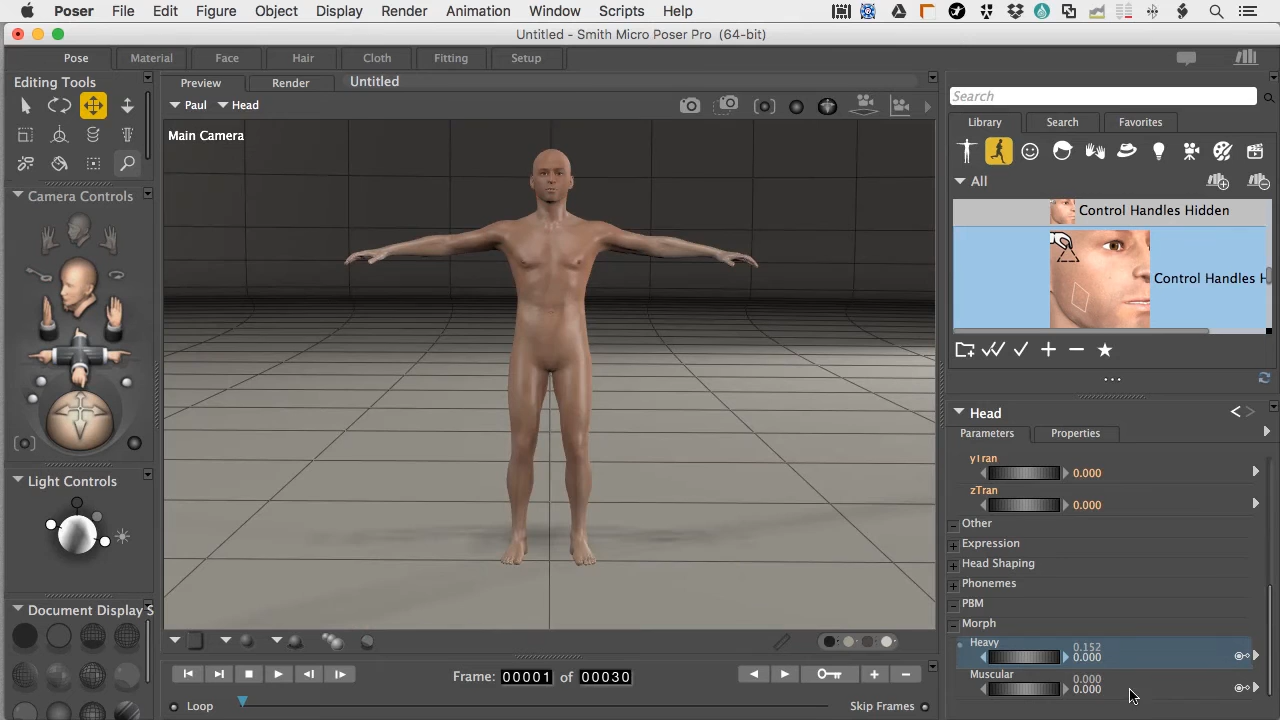 Poser File Edit Figure Object Display Render Animation Window Scripts Help
Untitled - Smith Micro Poser Pro (64-bit)
Pose Material Face Hair Cloth Fitting Setup
Editing Tools
Preview Render Untitled
Paul Head
Main Camera
Camera Controls
Light Controls
Document Display S
Search
Library Search Favorites
All
Control Handles Hidden
Control Handles H
Head
Parameters Properties
yTran
0.000
zTran
0.000
Other
Expression
Head Shaping
Phonemes
PBM
Morph
Heavy
0.152
0.000
Muscular
0.000
0.000
Frame: 00001 of 00030
Loop
Skip Frames